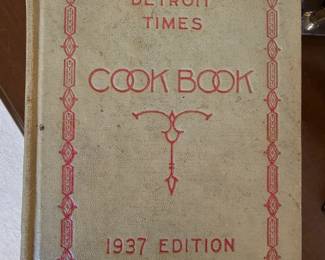 DETROIT
TIMES
COOK BOOK
1937 EDITION